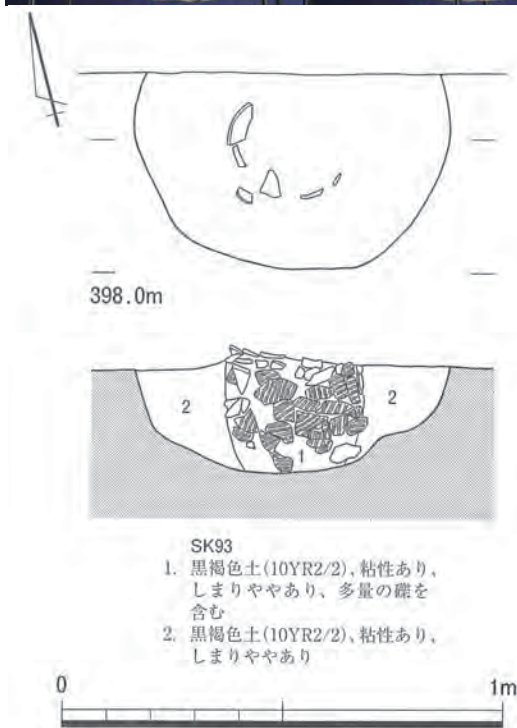 398.0m
2
2
1
SK93
1. 黒褐色土(10YR2/2)、粘性あり、
しまりややあり、多量の礫を
含む
2. 黒褐色土(10YR2/2)、粘性あり、
しまりややあり
0
1m